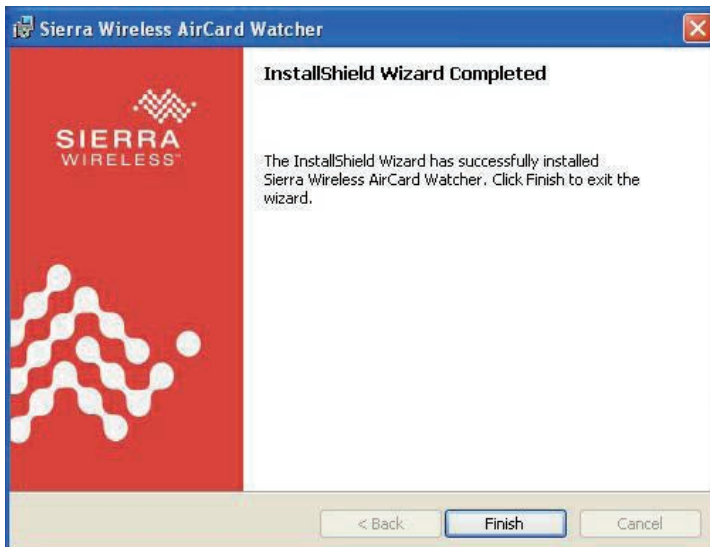 Sierra Wireless AirCard Watcher
SIERRA
WIRELESS™
InstallShield Wizard Completed
The InstallShield Wizard has successfully installed
Sierra Wireless AirCard Watcher. Click Finish to exit the
wizard.
< Back
Finish
Cancel